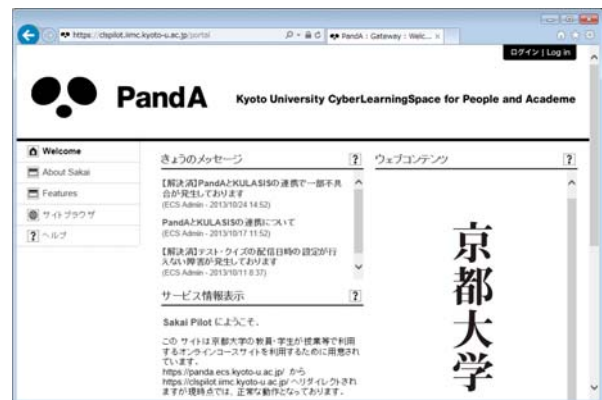 https://clspilot.iimc.kyoto-u.ac.jp/portal
PandA : Gateway : Welc...
ログイン | Log in
PandA
Kyoto University CyberLearningSpace for People and Academe
Welcome
About Sakai
Features
サイトブラウザ
ヘルプ
きょうのメッセージ
【解決済】PandAとKULASISの連携で一部不具
合が発生しております
(ECS Admin - 2013/10/24 14:52)
PandAとKULASISの連携について
(ECS Admin - 2013/10/17 11:52)
【解決済】テスト・クイズの配信日時の設定が行
えない障害が発生しております
(ECS Admin - 2013/10/11 8:37)
サービス情報表示
Sakai Pilot にようこそ。
この サイトは京都大学の教員・学生が授業等で利用
するオンラインコースサイトを利用するために用意され
ています。
https://panda.ecs.kyoto-u.ac.jp/ から
https://clspilot.iimc.kyoto-u.ac.jp/ へリダイレクトされ
ますが現時点では、正常な動作となっております。
ウェブコンテンツ
京都大学